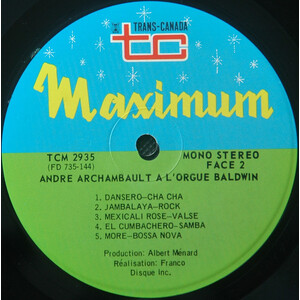 TRANS-CANADA
tc
Maximum
TCM 2935 MONO STEREO
(FD 735-144) FACE 2
ANDRE ARCHAMBAULT A L'ORGUE BALDWIN
1. DANSERO-CHA CHA
2. JAMBALAYA-ROCK
3. MEXICALI ROSE-VALSE
4. EL CUMBACHERO-SAMBA
5. MORE-BOSSA NOVA
Production: Albert Ménard
Réalisation: Franco
Disque Inc.